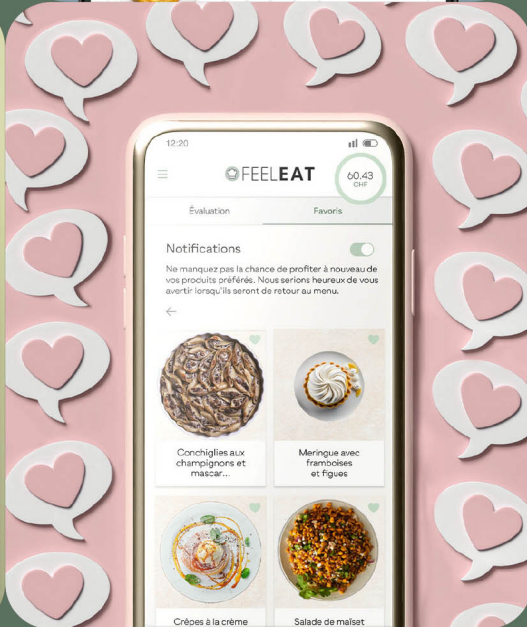 12:20
FEELEAT
60.43
CHF
Évaluation
Favoris
Notifications
Ne manquez pas la chance de profiter à nouveau de
vos produits préférés. Nous serions heureux de vous
avertir lorsqu'ils seront de retour au menu.
Conchiglies aux
champignons et
mascar...
Meringue avec
framboises
et figues
Crêpes à la crème
Salade de maïs et